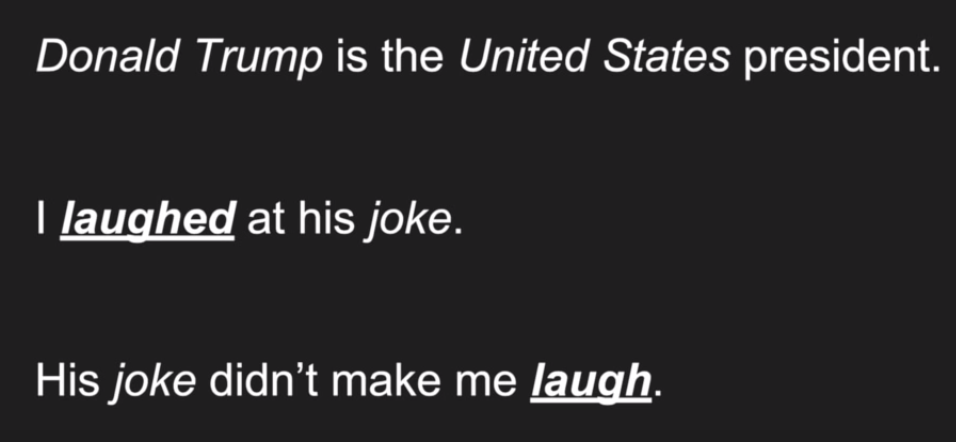 Donald Trump is the United States president.
I laughed at his joke.
His joke didn’t make me laugh.